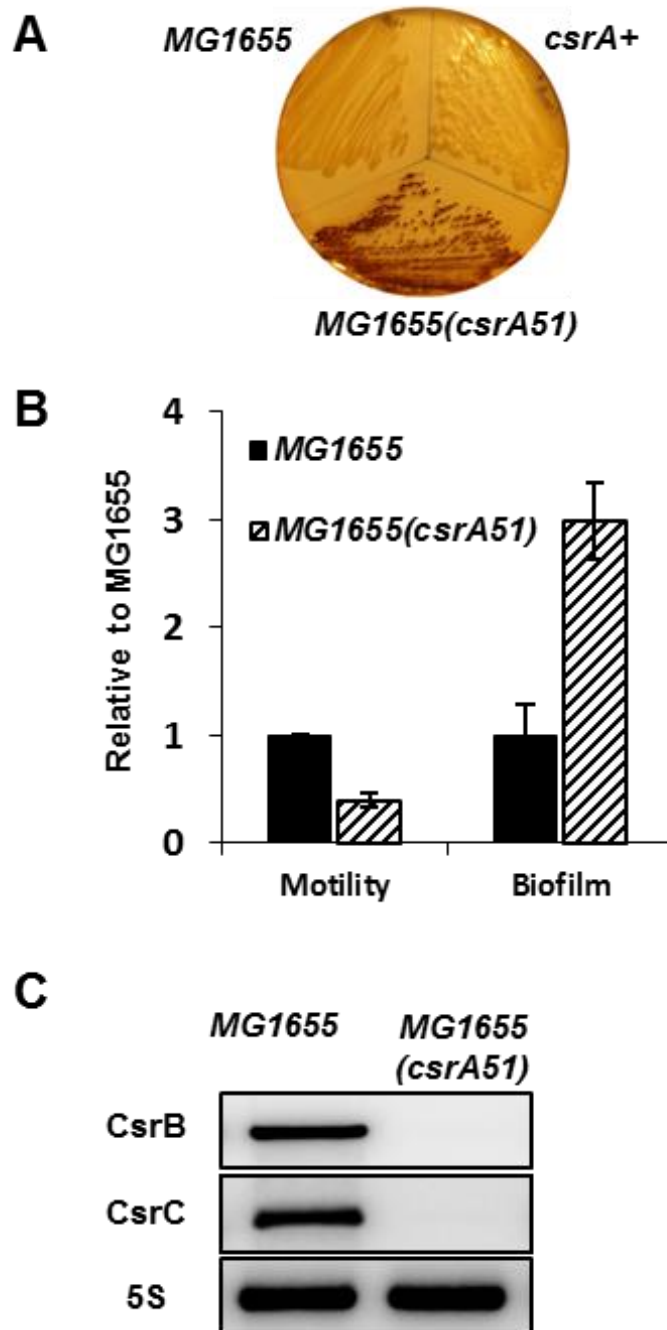 A
MG1655
csrA+
MG1655(csrA51)
B
4
3
2
1
0
Relative to MG1655
MG1655
MG1655(csrA51)
Motility
Biofilm
C
MG1655
MG1655
(csrA51)
CsrB
CsrC
5S